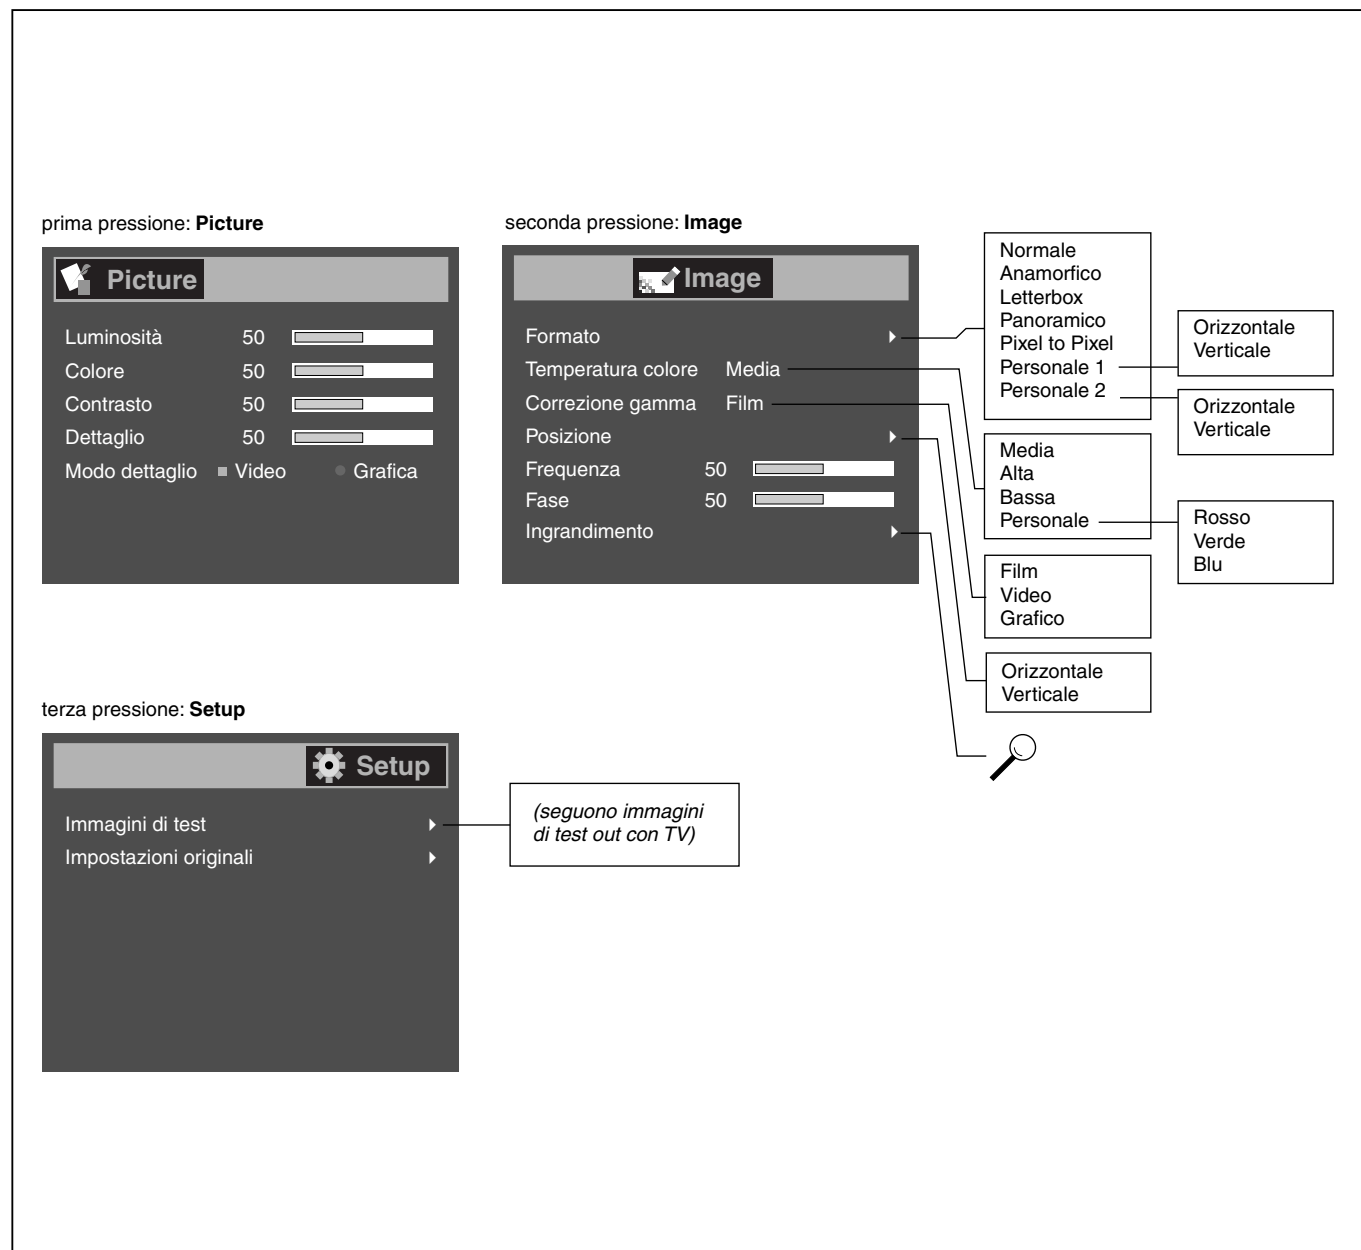 prima pressione: Picture
Picture
Luminosità 50
Colore 50
Contrasto 50
Dettaglio 50
Modo dettaglio Video Grafica
seconda pressione: Image
Image
Formato
Temperatura colore Media
Correzione gamma Film
Posizione
Frequenza 50
Fase 50
Ingrandimento
Normale
Anamorfico
Letterbox
Panoramico
Pixel to Pixel
Personale 1
Personale 2
Orizzontale
Verticale
Orizzontale
Verticale
Media
Alta
Bassa
Personale
Rosso
Verde
Blu
Film
Video
Grafico
Orizzontale
Verticale
terza pressione: Setup
Setup
Immagini di test
Impostazioni originali
(seguono immagini
di test out con TV)